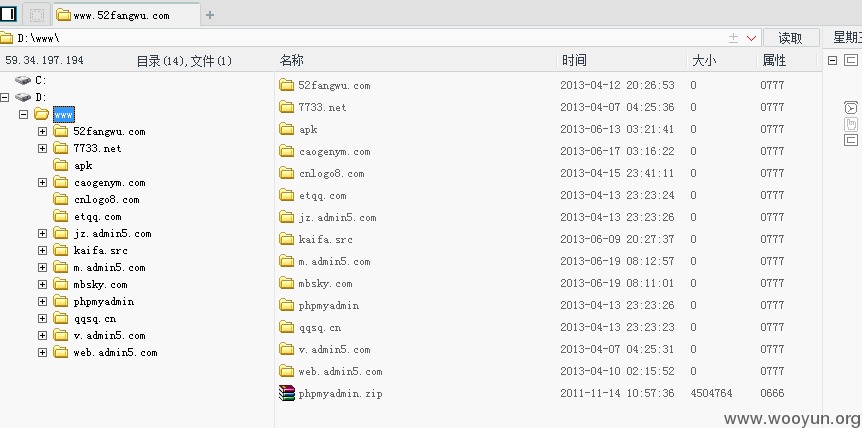 www.52fangwu.com
D:\www\ 读取 星期五
59.34.197.194 目录(14),文件(1) 名称 时间 大小 属性
C:
D:
www
52fangwu.com
7733.net
apk
caogenym.com
cnlogo8.com
etqq.com
jz.admin5.com
kaifa.src
m.admin5.com
mbsky.com
phpmyadmin
qqsq.cn
v.admin5.com
web.admin5.com
52fangwu.com 2013-04-12 20:26:53 0 0777
7733.net 2013-04-07 04:25:36 0 0777
apk 2013-06-13 03:21:41 0 0777
caogenym.com 2013-06-17 03:16:22 0 0777
cnlogo8.com 2013-04-15 23:41:11 0 0777
etqq.com 2013-04-13 23:23:24 0 0777
jz.admin5.com 2013-04-13 23:23:26 0 0777
kaifa.src 2013-06-09 20:27:37 0 0777
m.admin5.com 2013-06-19 08:12:57 0 0777
mbsky.com 2013-06-19 08:11:01 0 0777
phpmyadmin 2013-04-13 23:23:26 0 0777
qqsq.cn 2013-04-13 23:23:23 0 0777
v.admin5.com 2013-04-07 04:25:31 0 0777
web.admin5.com 2013-04-10 02:15:52 0 0777
phpmyadmin.zip 2011-11-14 10:57:36 4504764 0666
www.wooyun.org